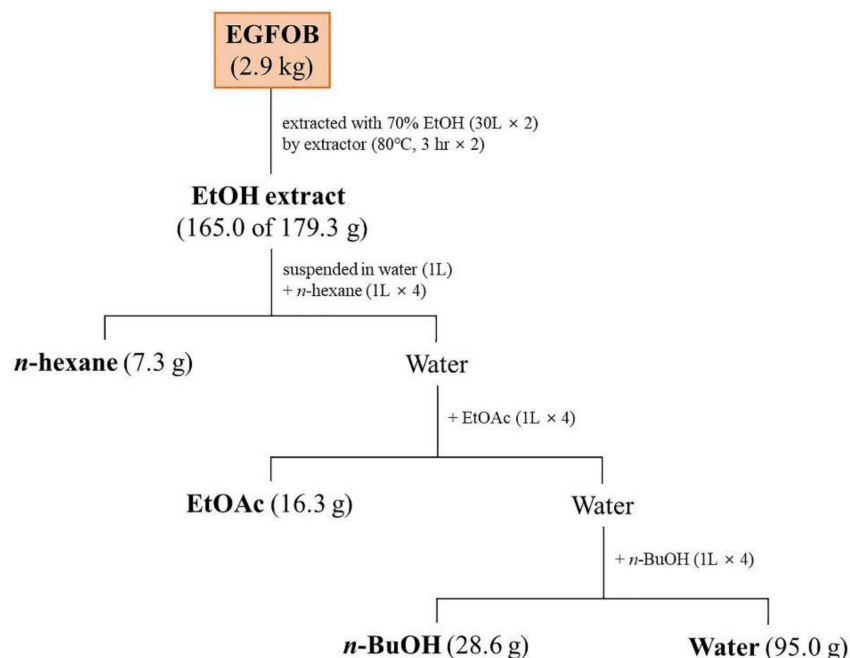 EGFOB
(2.9 kg)
extracted with 70% EtOH (30L × 2)
by extractor (80℃, 3 hr × 2)
EtOH extract
(165.0 of 179.3 g)
suspended in water (1L)
+ n-hexane (1L × 4)
n-hexane (7.3 g)
Water
+ EtOAc (1L × 4)
EtOAc (16.3 g)
Water
+ n-BuOH (1L × 4)
n-BuOH (28.6 g)
Water (95.0 g)